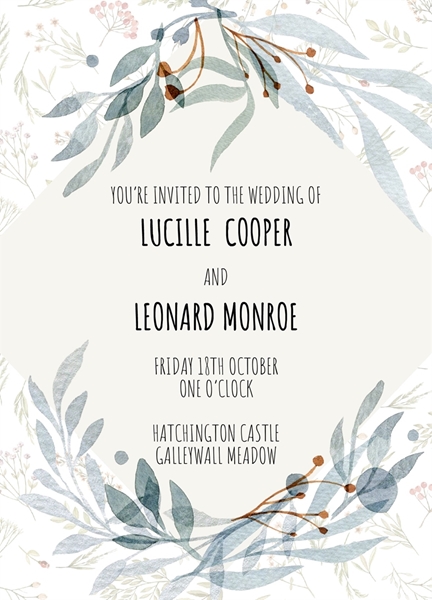 YOU'RE INVITED TO THE WEDDING OF
LUCILLE COOPER
AND
LEONARD MONROE
FRIDAY 18TH OCTOBER
ONE O'CLOCK
HATCHINGTON CASTLE
GALLEYWALL MEADOW